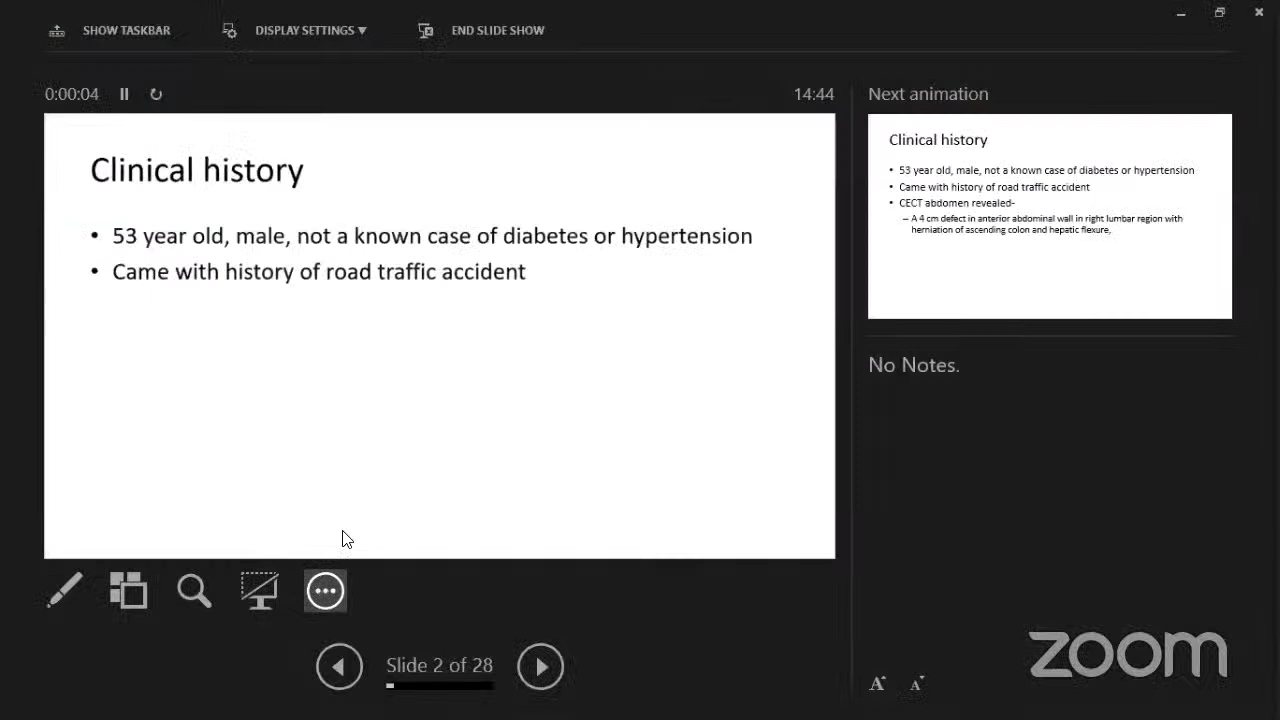 SHOW TASKBAR
DISPLAY SETTINGS ▼
END SLIDE SHOW
0:00:04
14:44
Clinical history
• 53 year old, male, not a known case of diabetes or hypertension
• Came with history of road traffic accident
Next animation
Clinical history
• 53 year old, male, not a known case of diabetes or hypertension
• Came with history of road traffic accident
• CECT abdomen revealed-
– A 4 cm defect in anterior abdominal wall in right lumbar region with
herniation of ascending colon and hepatic flexure,
No Notes.
Slide 2 of 28
A A
zoom